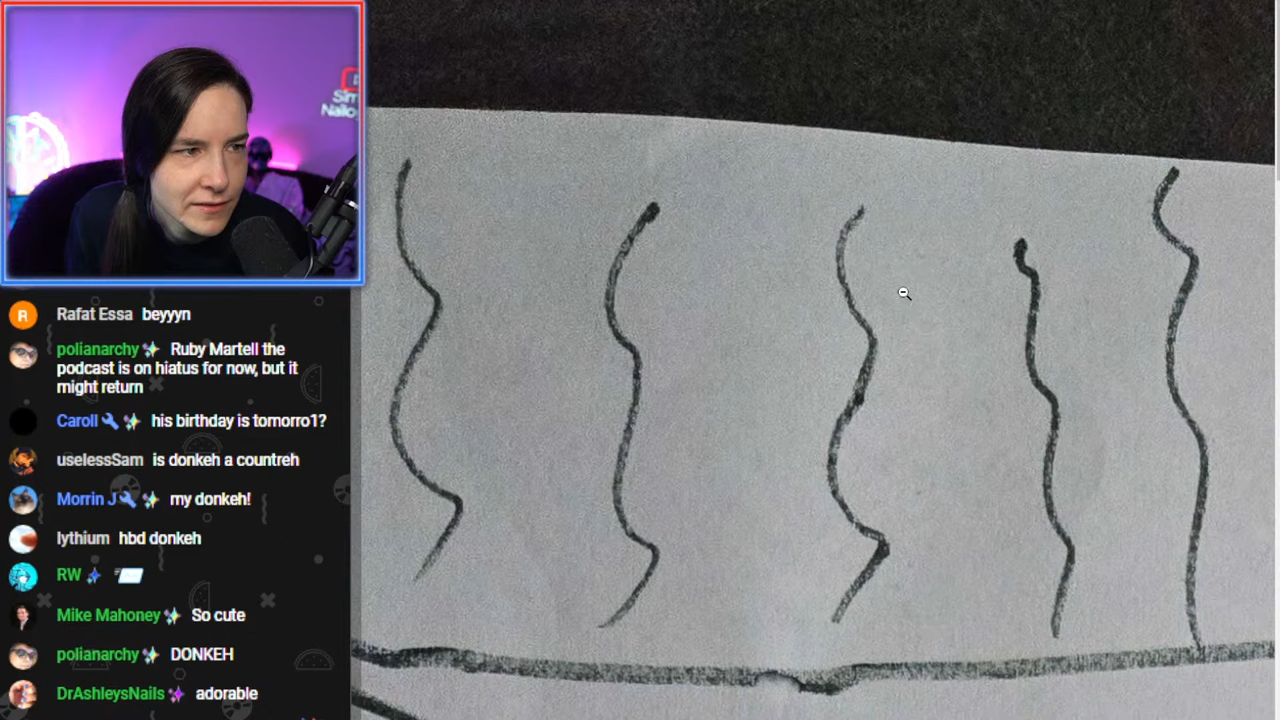 Sim
Nailo
Rafat Essa beyyyn
polianarchy Ruby Martell the
podcast is on hiatus for now, but it
might return
Caroll his birthday is tomorro1?
uselessSam is donkeh a countreh
Morrin J my donkeh!
lythium hbd donkeh
RW
Mike Mahoney So cute
polianarchy DONKEH
DrAshleysNails adorable
R